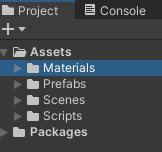 Project Console
Assets
Materials
Prefabs
Scenes
Scripts
Packages